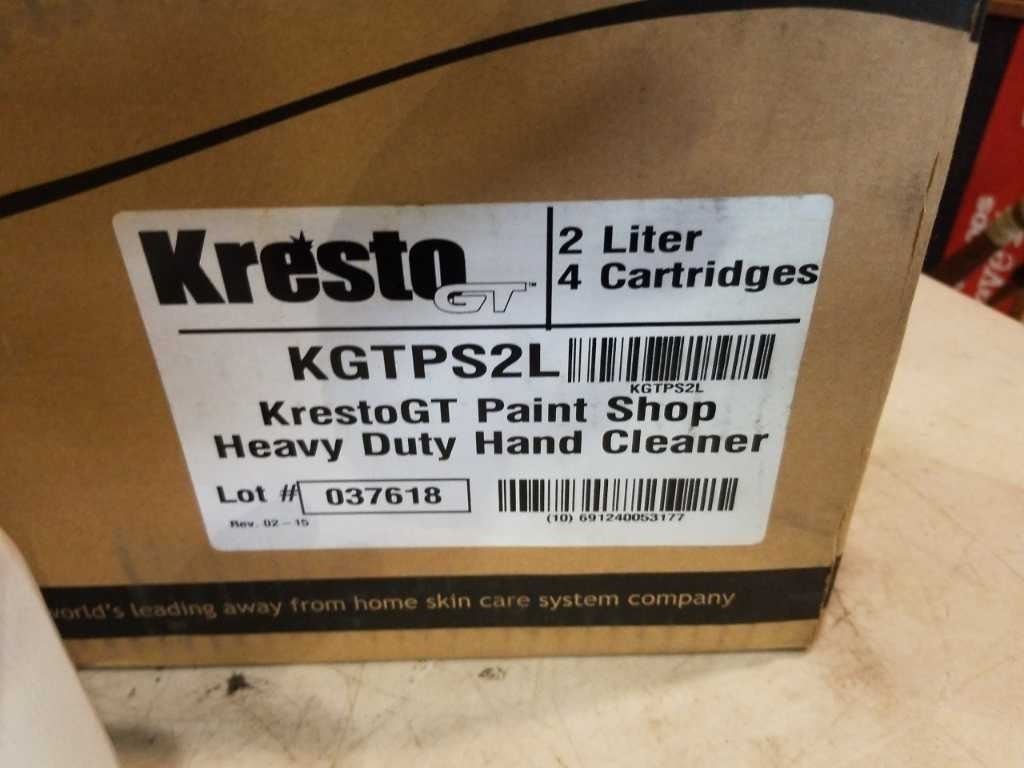 Kresto GT™
2 Liter
4 Cartridges
KGTPS2L
KGTPS2L
KrestoGT Paint Shop
Heavy Duty Hand Cleaner
Lot # 037618
(10) 691240053177
Rev. 02-15
world's leading away from home skin care system company